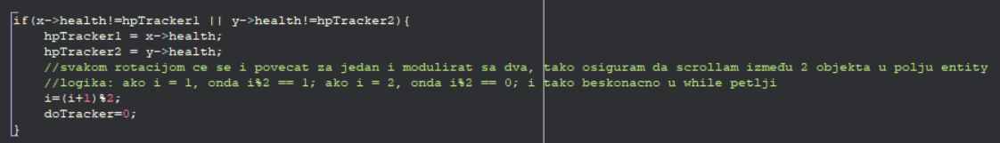 if(x->health!=hpTracker1 || y->health!=hpTracker2){
    hpTracker1 = x->health;
    hpTracker2 = y->health;
    //svakom rotacijom ce se i povecat za jedan i modulirat sa dva, tako osiguram da scrollam između 2 objekta u polju entity
    //logika: ako i = 1, onda i%2 == 1; ako i = 2, onda i%2 == 0; i tako beskonacno u while petlji
    i=(i+1)%2;
    doTracker=0;
}